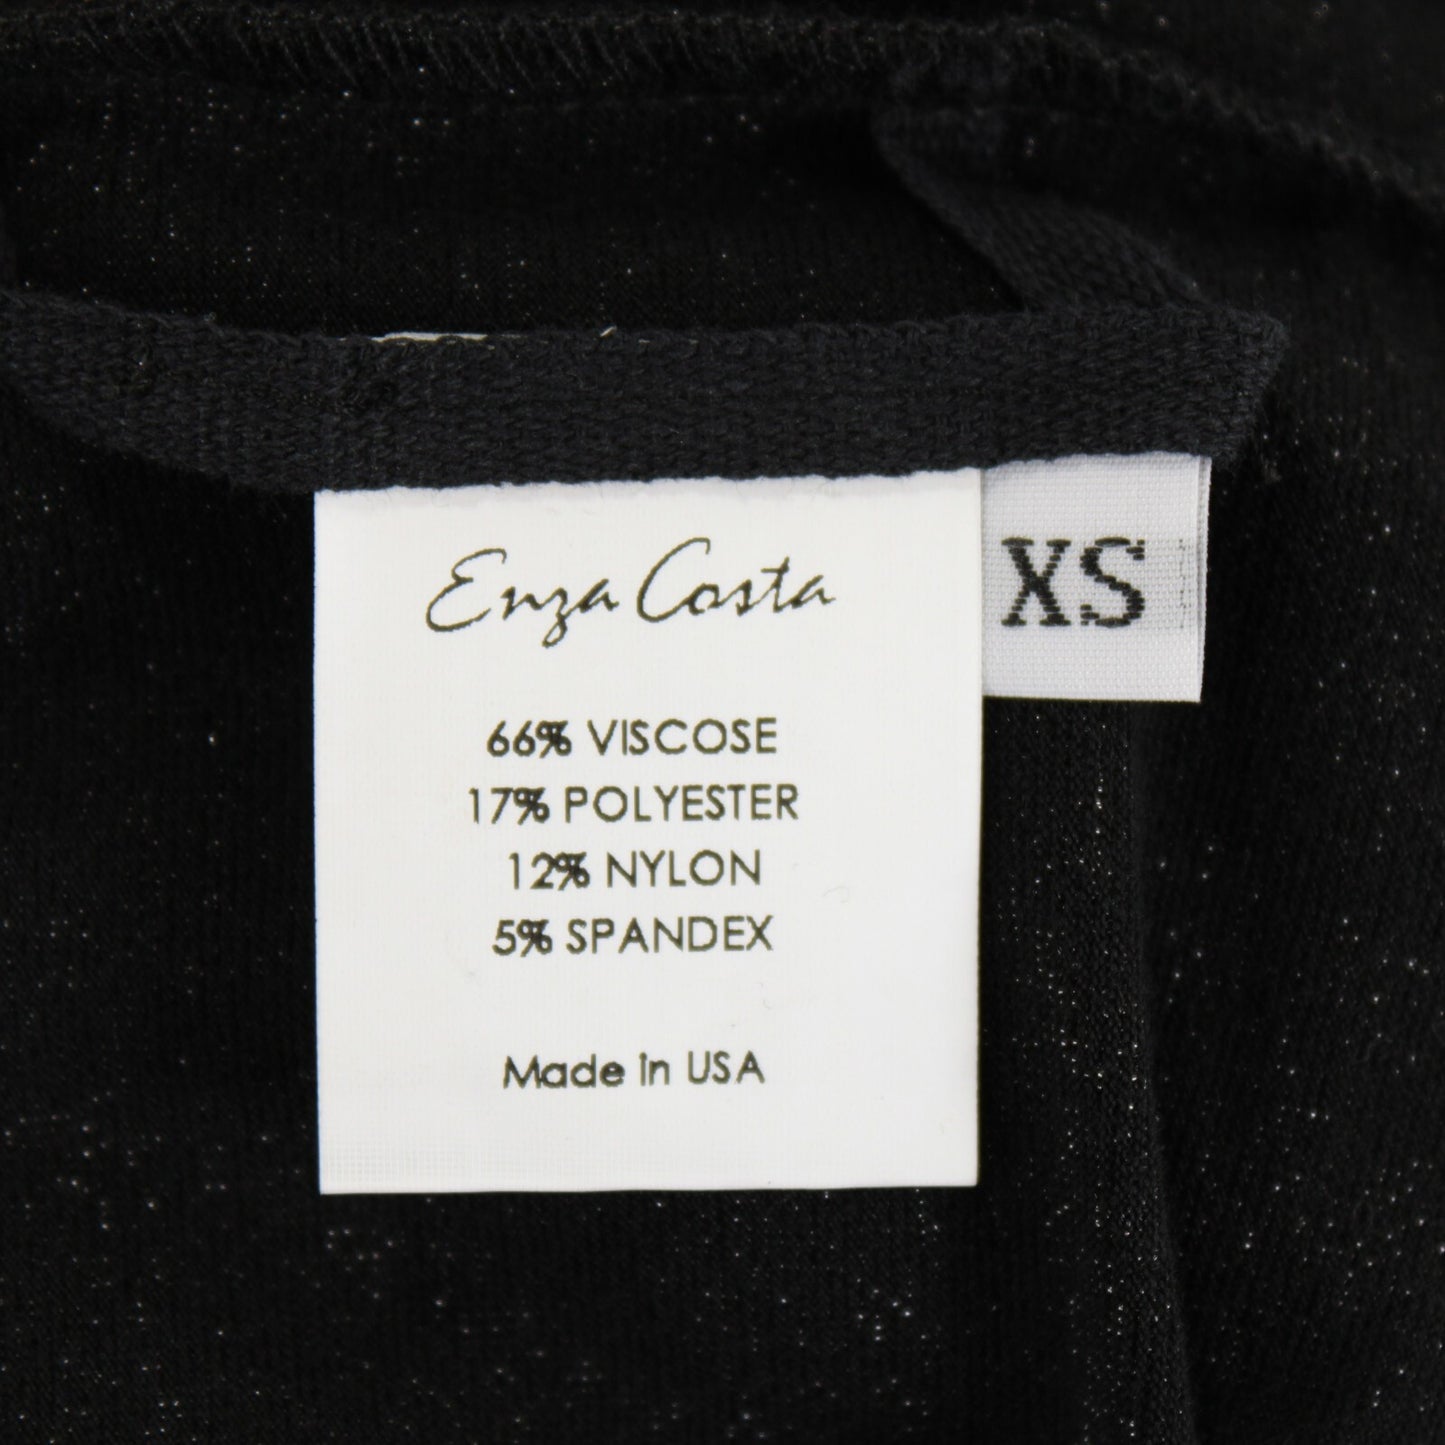 Enza Costa
XS
66% VISCOSE
17% POLYESTER
12% NYLON
5% SPANDEX
Made in USA